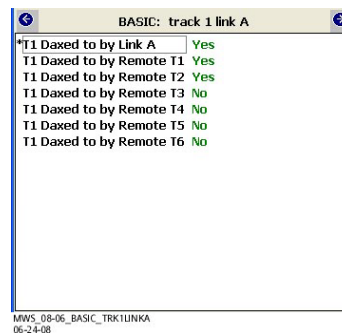 BASIC: track 1 link A
*T1 Daxed to by Link A Yes
T1 Daxed to by Remote T1 Yes
T1 Daxed to by Remote T2 Yes
T1 Daxed to by Remote T3 No
T1 Daxed to by Remote T4 No
T1 Daxed to by Remote T5 No
T1 Daxed to by Remote T6 No
MWS_08-06_BASIC_TRK1LINKA
06-24-08